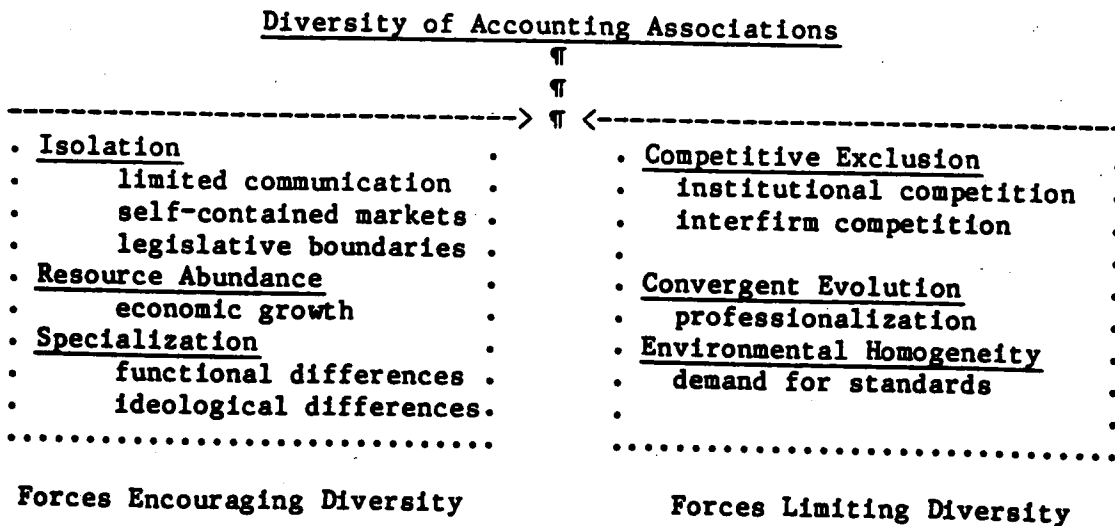 Diversity of Accounting Associations
¶
¶
--------------------------------> ¶ <---------------------------------
. Isolation .
. limited communication .
. self-contained markets .
. legislative boundaries .
. Resource Abundance .
. economic growth .
. Specialization .
. functional differences .
. ideological differences.
...............................
Forces Encouraging Diversity
. Competitive Exclusion .
. institutional competition .
. interfirm competition .
. .
. Convergent Evolution .
. professionalization .
. Environmental Homogeneity .
. demand for standards .
. .
................................
Forces Limiting Diversity